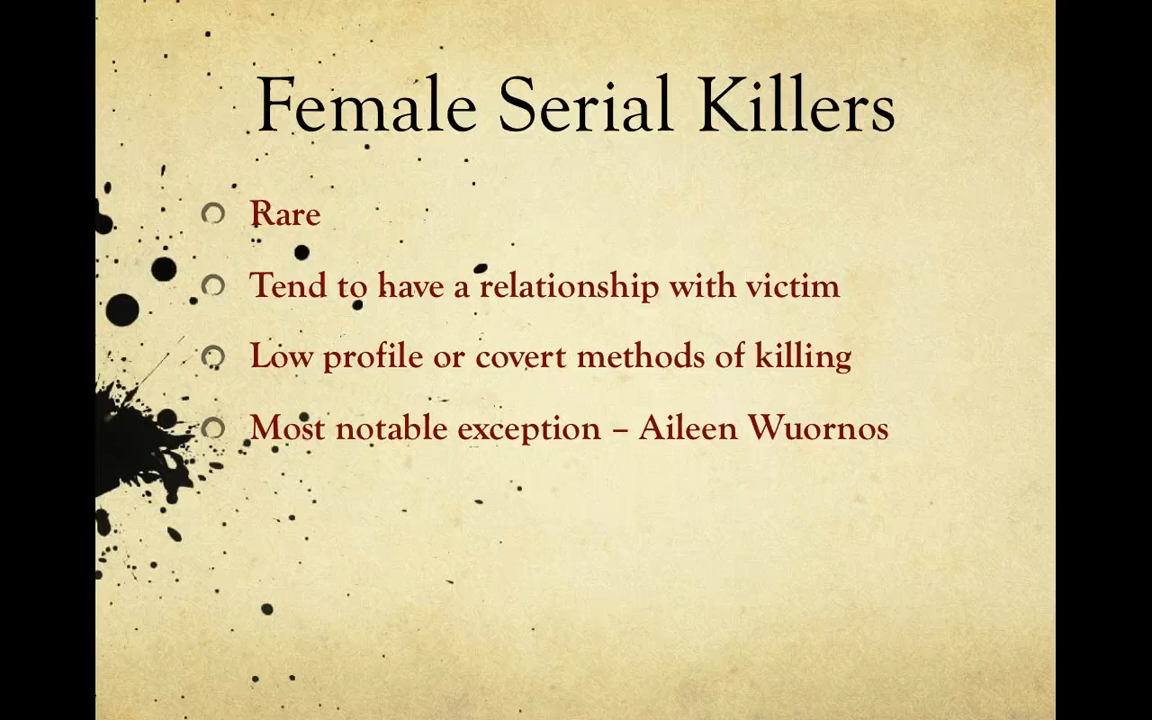 Female Serial Killers
Rare
Tend to have a relationship with victim
Low profile or covert methods of killing
Most notable exception – Aileen Wuornos